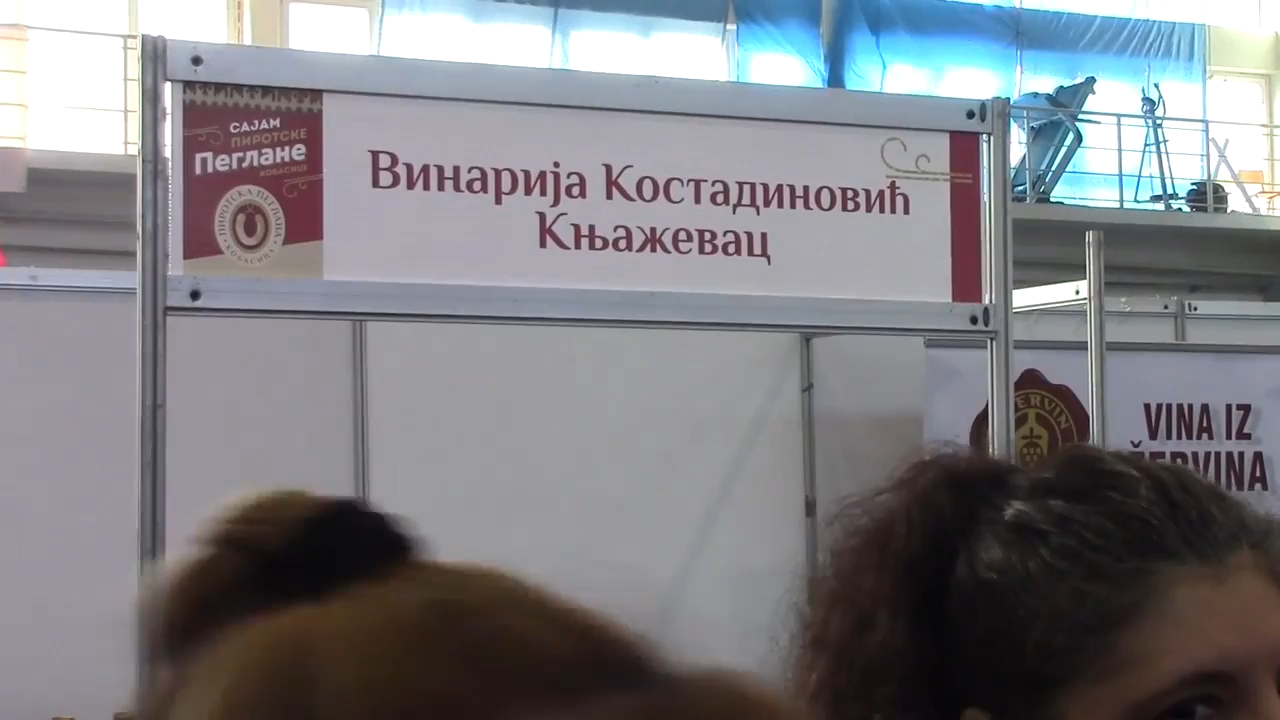 САЈАМ
ПИРОТСКЕ
Пеглане
КОБАСИЦЕ
ПИРОТСКА ПЕГЛАНА
КОБАСИЦА
Винарија Костадиновић
Књажевац
VINA IZ
ŽERVINA